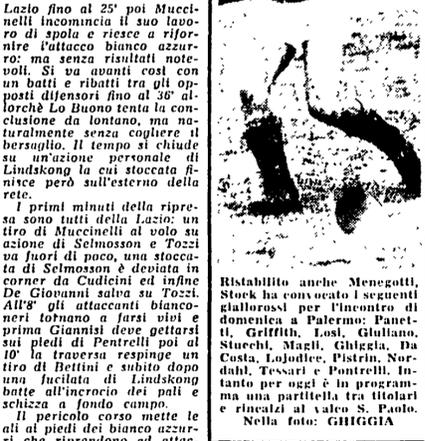 Lazio fino al 25' poi Mucci-
nelli incomincia il suo lavo-
ro di spola e riesce a rifor-
nire l'attacco bianco azzur-
ro: ma senza risultati note-
voli. Si va avanti così con
un batti e ribatti tra gli op-
posti difensori fino al 36' al-
lorchè Lo Buono tenta la con-
clusione da lontano, ma na-
turalmente senza cogliere il
bersaglio. Il tempo si chiude
su un'azione personale di
Lindskong la cui stoccata fi-
nisce però sull'esterno della
rete.
I primi minuti della ripre-
sa sono tutti della Lazio: un
tiro di Muccinelli al volo su
azione di Selmosson e Tozzi
va fuori di poco, una stocca-
ta di Selmosson è deviata in
corner da Cudicini ed infine
De Giovanni salva su Tozzi.
All'8' gli attaccanti bianco-
neri tornano a farsi vivi e
prima Giannisi deve gettarsi
sui piedi di Pentrelli poi al
10' la traversa respinge un
tiro di Bettini e subito dopo
una fucilata di Lindskong
batte all'incrocio dei pali e
schizza a fondo campo.
Il pericolo corso mette le
ali ai piedi dei bianco azzur-
ri che riprendono ad attac-
Ristabilito anche Menegotti,
Stock ha convocato i seguenti
giallorossi per l'incontro di
domenica a Palermo: Panet-
ti, Griffith, Losi, Giuliano,
Stucchi, Magli, Ghiggia, Da
Costa, Lojodice, Pistrin, Nor-
dahl, Tessari e Pontrelli. In-
tanto per oggi è in program-
ma una partitella tra titolari
e rincalzi al valco S. Paolo.
Nella foto: GHIGGIA